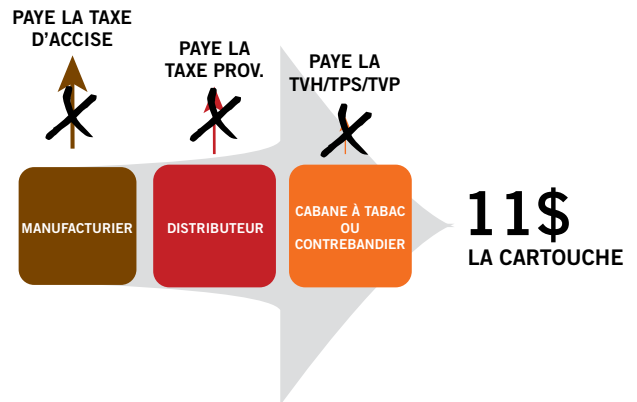 PAYE LA TAXE
D'ACCISE
PAYE LA
TAXE PROV.
PAYE LA
TVH/TPS/TVP
MANUFACTURIER
DISTRIBUTEUR
CABANE À TABAC
OU
CONTREBANDIER
11$
LA CARTOUCHE